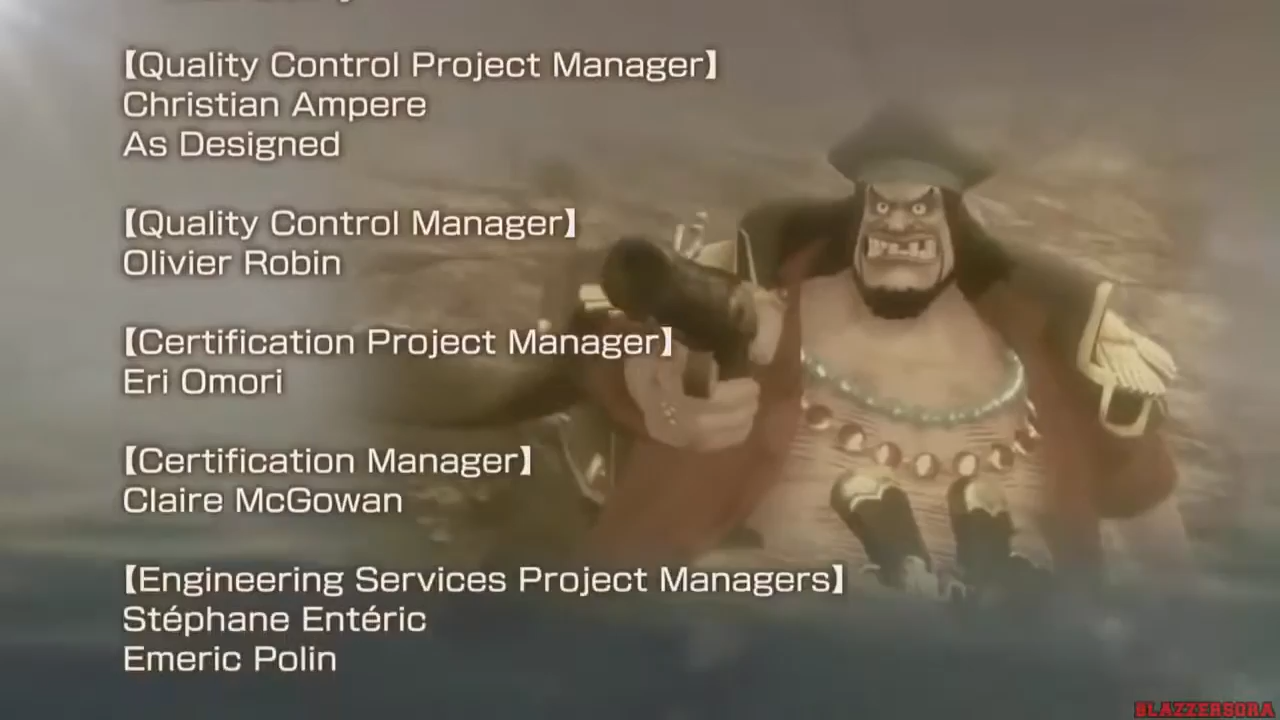 【Quality Control Project Manager】
Christian Ampere
As Designed
【Quality Control Manager】
Olivier Robin
【Certification Project Manager】
Eri Omori
【Certification Manager】
Claire McGowan
【Engineering Services Project Managers】
Stéphane Entéric
Emeric Polin
BLAZZERSORA